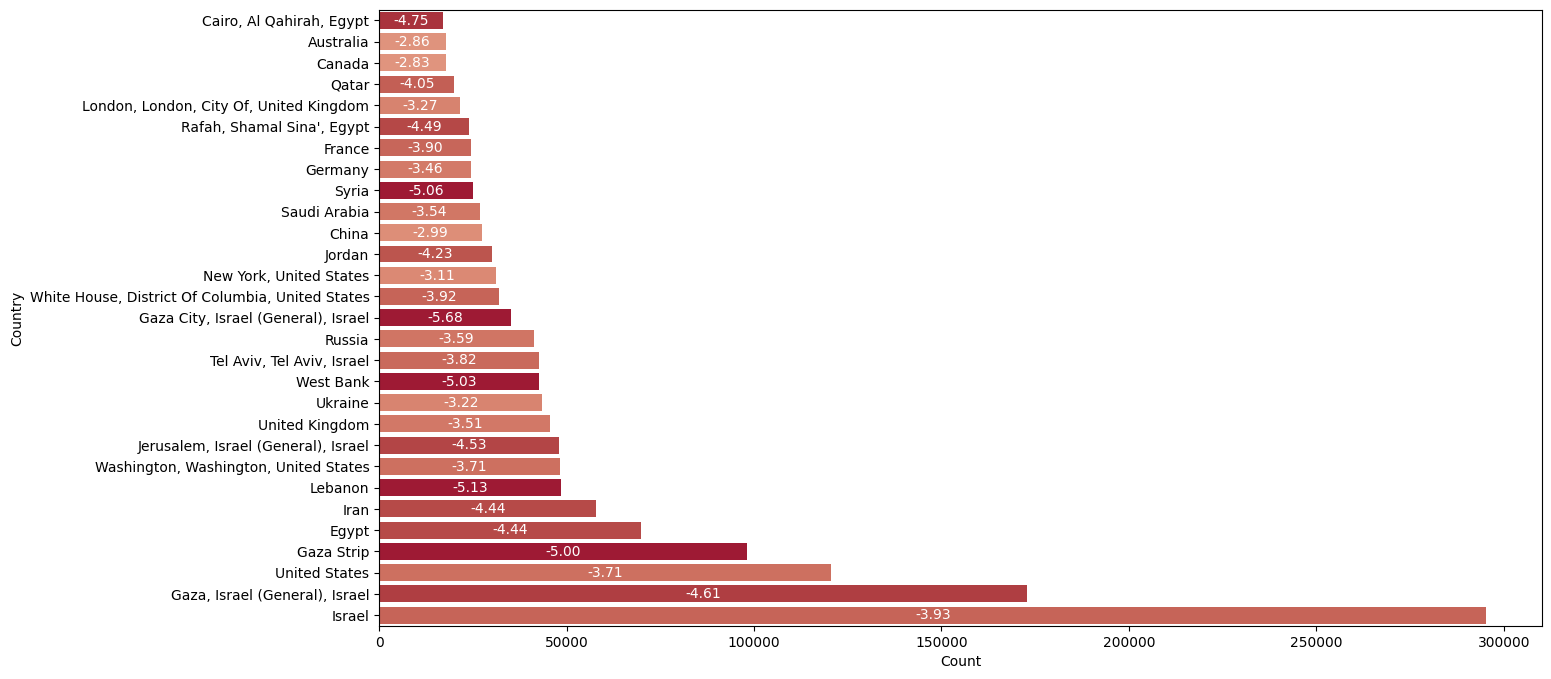 Cairo, Al Qahirah, Egypt -4.75
Australia -2.86
Canada -2.83
Qatar -4.05
London, London, City Of, United Kingdom -3.27
Rafah, Shamal Sina', Egypt -4.49
France -3.90
Germany -3.46
Syria -5.06
Saudi Arabia -3.54
China -2.99
Jordan -4.23
New York, United States -3.11
White House, District Of Columbia, United States -3.92
Gaza City, Israel (General), Israel -5.68
Russia -3.59
Tel Aviv, Tel Aviv, Israel -3.82
West Bank -5.03
Ukraine -3.22
United Kingdom -3.51
Jerusalem, Israel (General), Israel -4.53
Washington, Washington, United States -3.71
Lebanon -5.13
Iran -4.44
Egypt -4.44
Gaza Strip -5.00
United States -3.71
Gaza, Israel (General), Israel -4.61
Israel -3.93
Country
0 50000 100000 150000 200000 250000 300000
Count